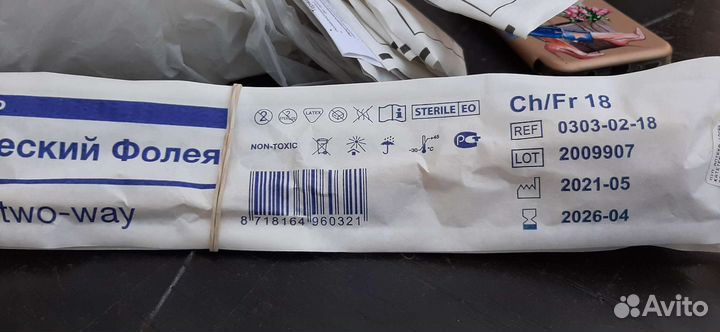 еский Фолея
two-way
LATEX
STERILE EO
NON-TOXIC
-30 °C +45
8 718164 960321
Ch/Fr 18
REF 0303-02-18
LOT 2009907
2021-05
2026-04
Avito